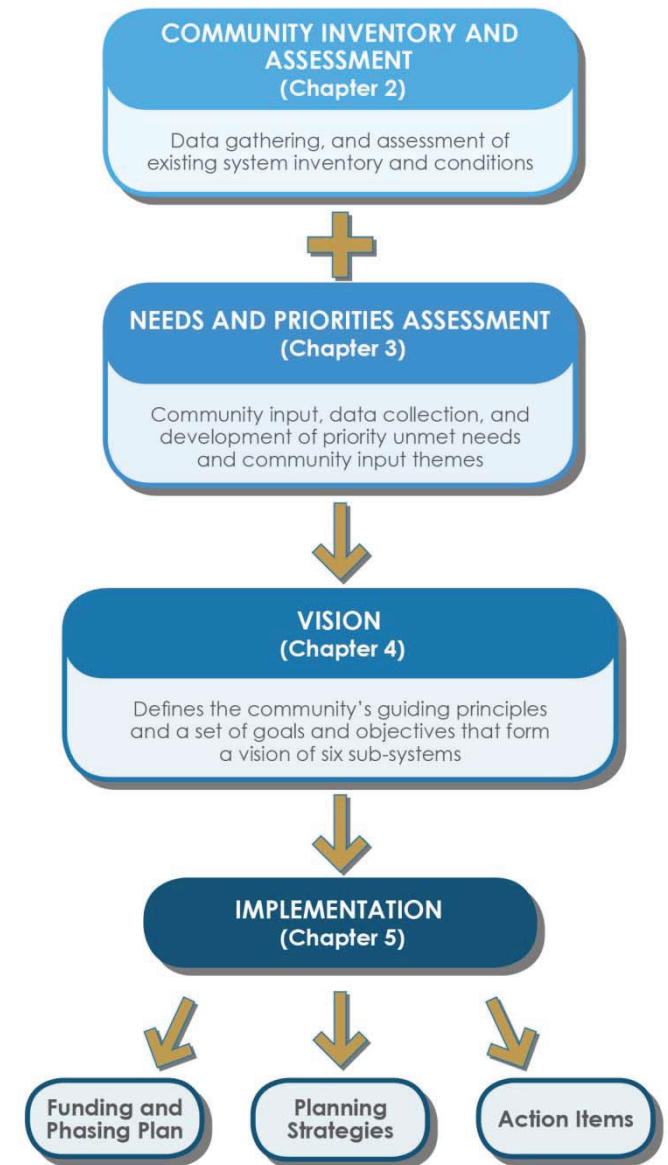 COMMUNITY INVENTORY AND
ASSESSMENT
(Chapter 2)
Data gathering, and assessment of
existing system inventory and conditions
NEEDS AND PRIORITIES ASSESSMENT
(Chapter 3)
Community input, data collection, and
development of priority unmet needs
and community input themes
VISION
(Chapter 4)
Defines the community’s guiding principles
and a set of goals and objectives that form
a vision of six sub-systems
IMPLEMENTATION
(Chapter 5)
Funding and
Phasing Plan
Planning
Strategies
Action Items